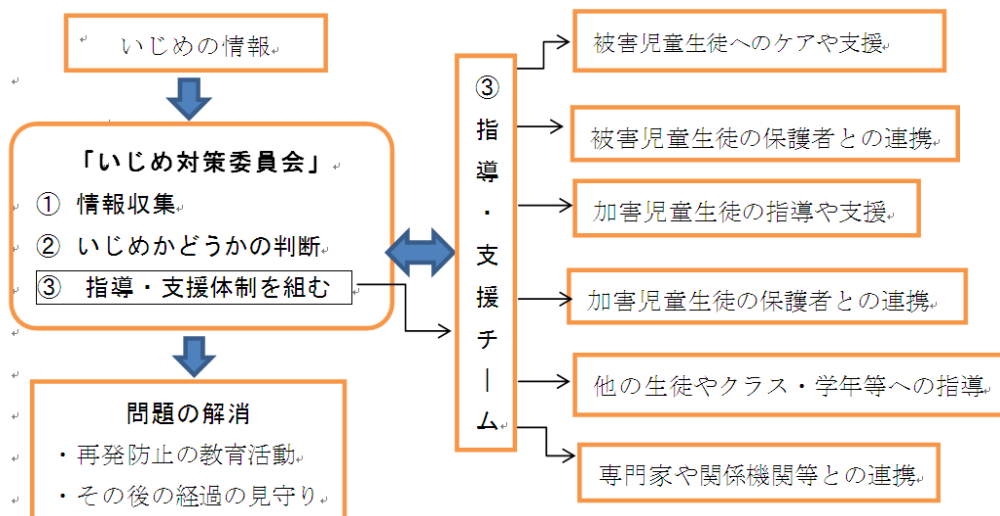 いじめの情報
「いじめ対策委員会」
① 情報収集
② いじめかどうかの判断
③ 指導・支援体制を組む
問題の解消
・再発防止の教育活動
・その後の経過の見守り
③指導・支援チーム
被害児童生徒へのケアや支援
被害児童生徒の保護者との連携
加害児童生徒の指導や支援
加害児童生徒の保護者との連携
他の生徒やクラス・学年等への指導
専門家や関係機関等との連携